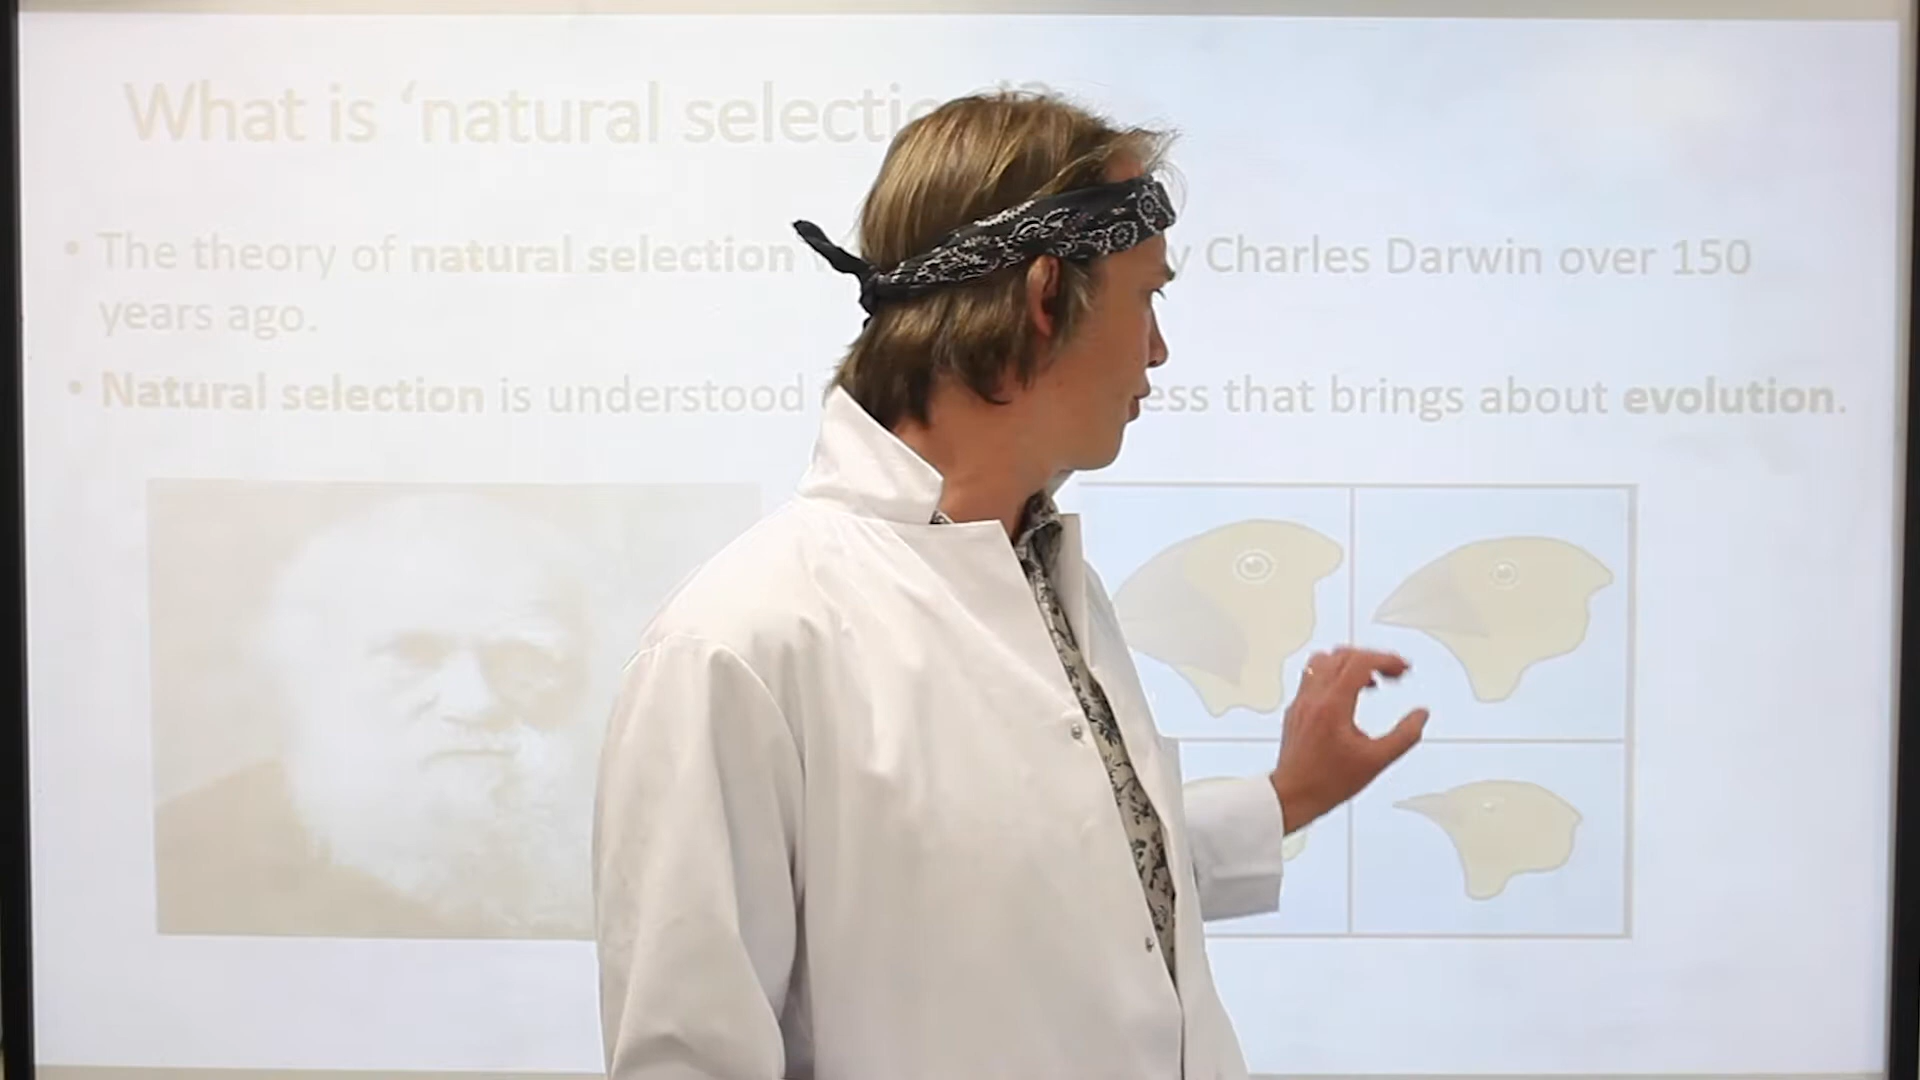 What is ‘natural selecti
• The theory of natural selection y Charles Darwin over 150
years ago.
• Natural selection is understood ess that brings about evolution.